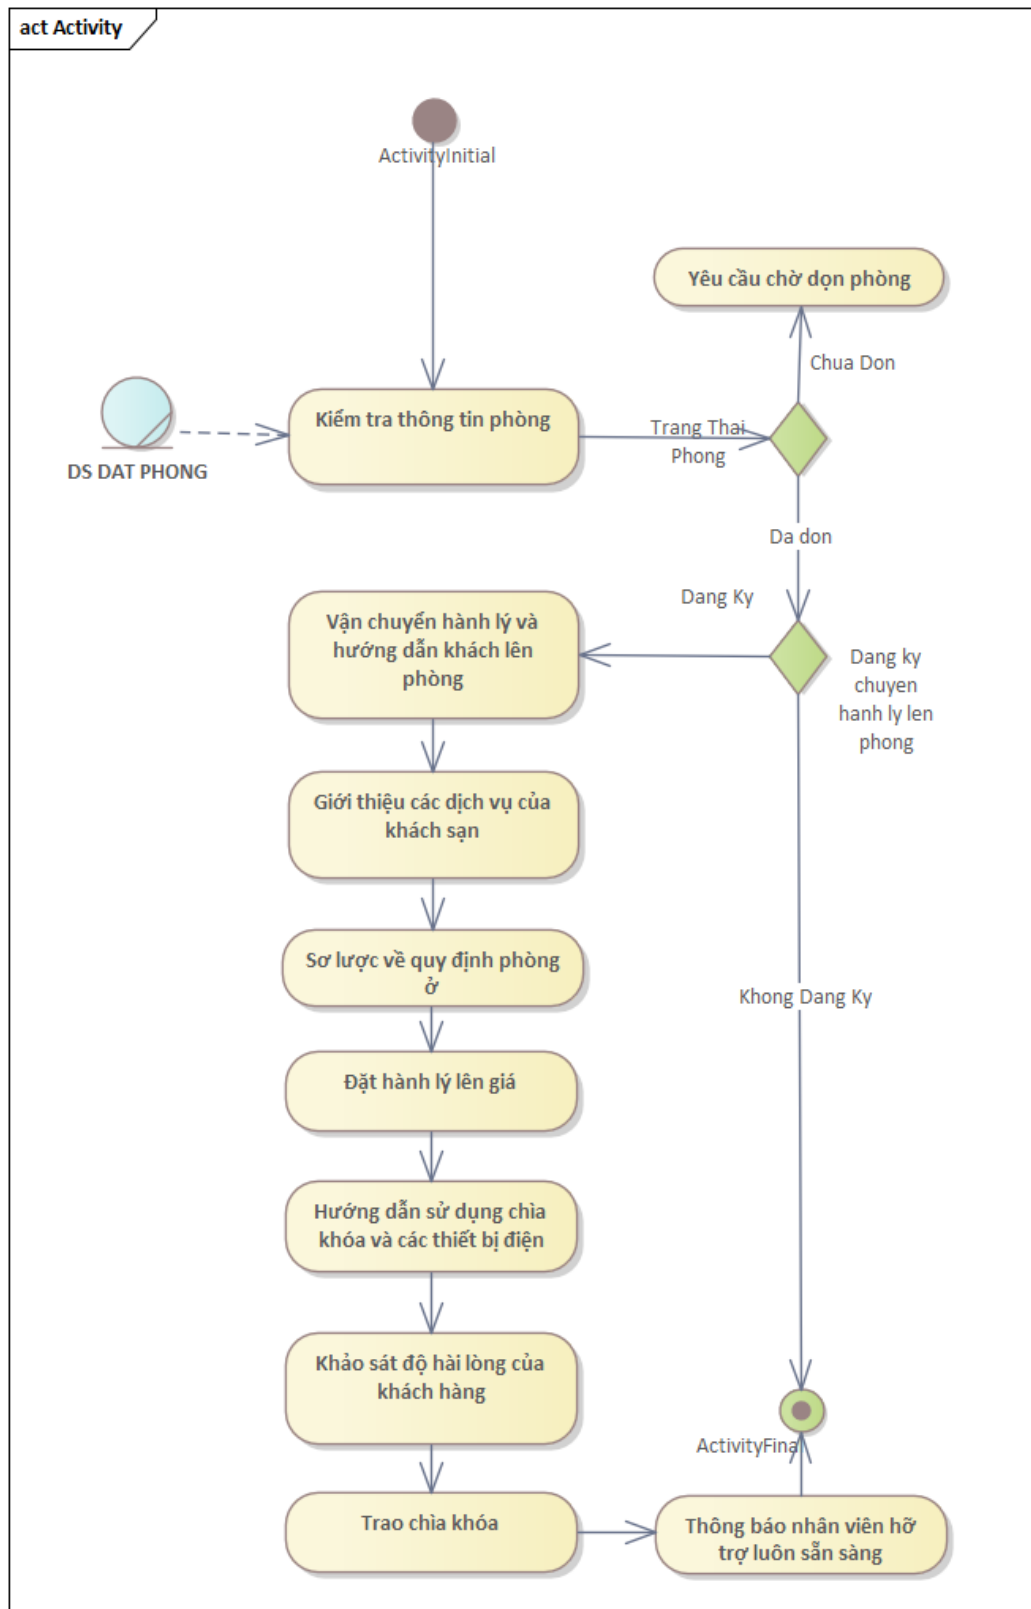 act Activity
ActivityInitial
Yêu cầu chờ dọn phòng
Chua Don
Kiểm tra thông tin phòng
Trang Thai
Phong
DS DAT PHONG
Da don
Dang Ky
Vận chuyển hành lý và
hướng dẫn khách lên
phòng
Dang ky
chuyen
hanh ly len
phong
Giới thiệu các dịch vụ của
khách sạn
Sơ lược về quy định phòng
ở
Khong Dang Ky
Đặt hành lý lên giá
Hướng dẫn sử dụng chìa
khóa và các thiết bị điện
Khảo sát độ hài lòng của
khách hàng
ActivityFina
Trao chìa khóa
Thông báo nhân viên hỡ
trợ luôn sẵn sàng